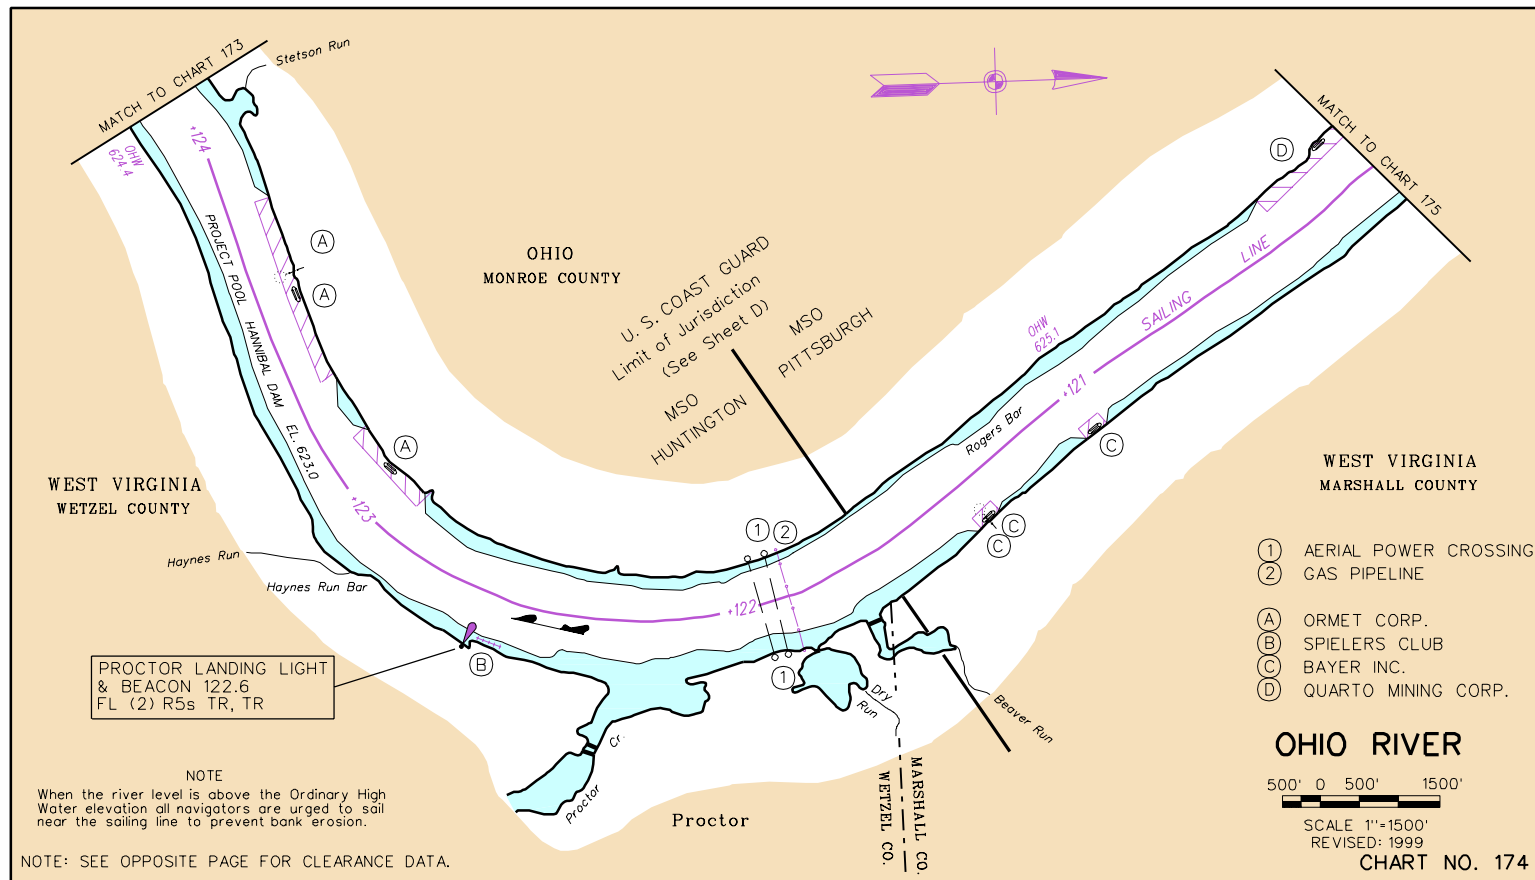 MATCH TO CHART 173
Stetson Run
OHW
624.4
+124
PROJECT POOL HANNIBAL DAM EL. 623.0
A
A
A
OHIO
MONROE COUNTY
U. S. COAST GUARD
Limit of Jurisdiction
(See Sheet D)
MSO
PITTSBURGH
MSO
HUNTINGTON
D
MATCH TO CHART 175
SAILING LINE
OHW
625.1
+121
Rogers Bar
C
C
C
WEST VIRGINIA
WETZEL COUNTY
+123
Haynes Run
Haynes Run Bar
1
2
+122
1
B
PROCTOR LANDING LIGHT
& BEACON 122.6
FL (2) R5s TR, TR
Dry
Run
Beaver Run
Proctor Cr.
Proctor
WETZEL CO.
MARSHALL CO.
WEST VIRGINIA
MARSHALL COUNTY
1 AERIAL POWER CROSSING
2 GAS PIPELINE
A ORMET CORP.
B SPIELERS CLUB
C BAYER INC.
D QUARTO MINING CORP.
OHIO RIVER
500' 0 500' 1500'
SCALE 1"=1500'
REVISED: 1999
CHART NO. 174
NOTE
When the river level is above the Ordinary High
Water elevation all navigators are urged to sail
near the sailing line to prevent bank erosion.
NOTE: SEE OPPOSITE PAGE FOR CLEARANCE DATA.